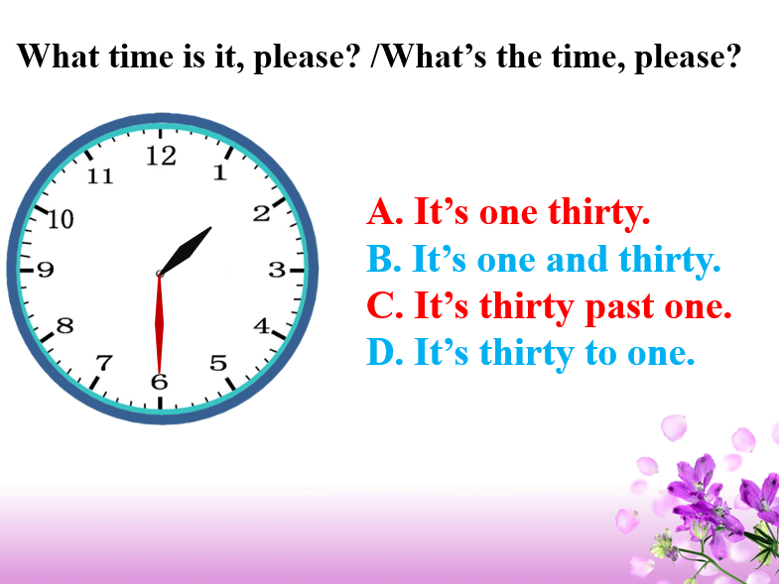 What time is it, please? /What’s the time, please?
12
11
1
10
2
9
3
8
4
7
5
6
A. It’s one thirty.
B. It’s one and thirty.
C. It’s thirty past one.
D. It’s thirty to one.